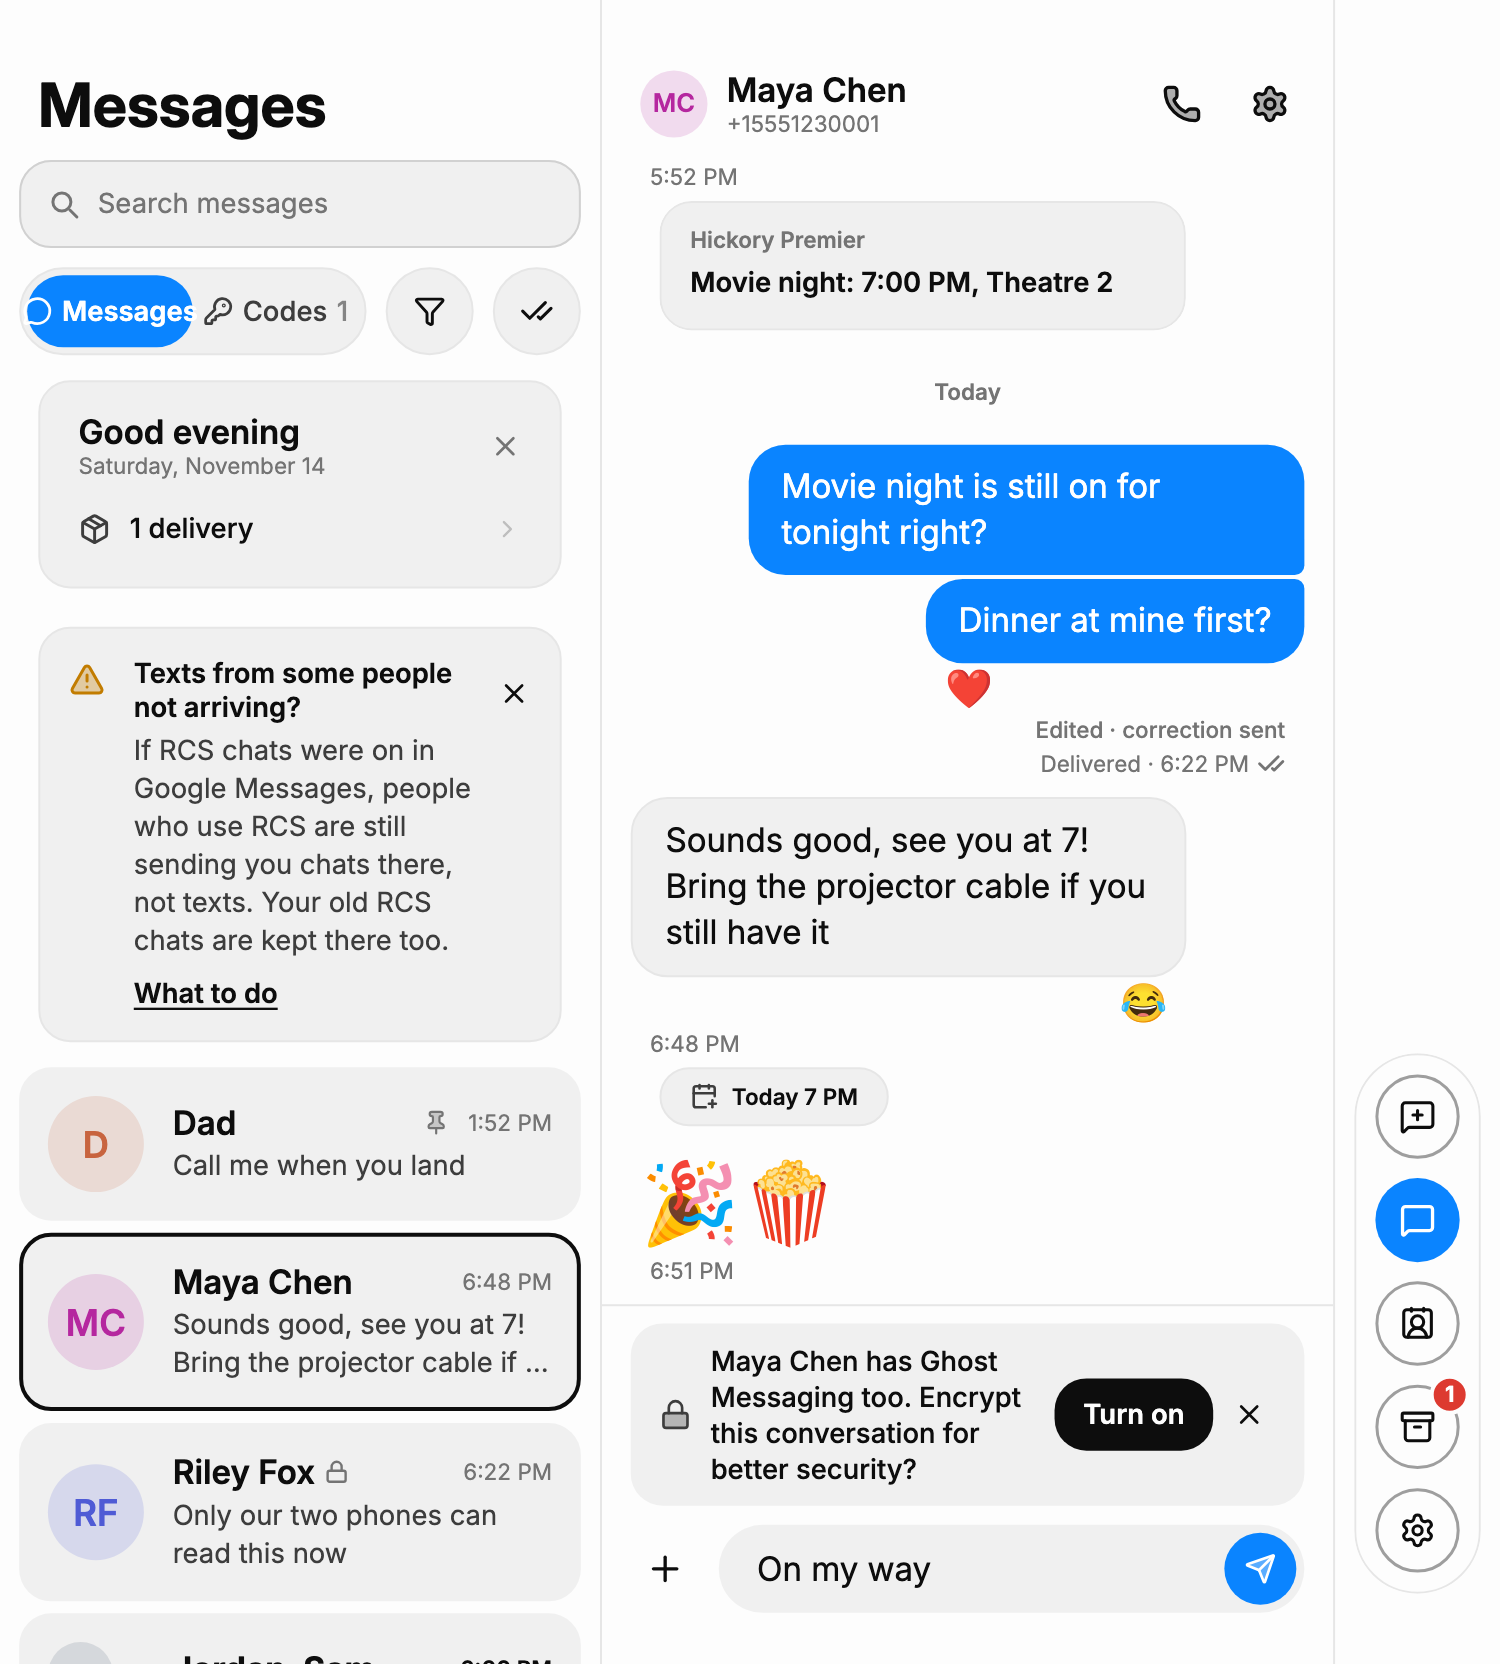 Messages
Search messages
Messages
Codes 1
Good evening
Saturday, November 14
1 delivery
Texts from some people
not arriving?
If RCS chats were on in
Google Messages, people
who use RCS are still
sending you chats there,
not texts. Your old RCS
chats are kept there too.
What to do
D
Dad
1:52 PM
Call me when you land
MC
Maya Chen
6:48 PM
Sounds good, see you at 7!
Bring the projector cable if ...
RF
Riley Fox
6:22 PM
Only our two phones can
read this now
MC
Maya Chen
+15551230001
5:52 PM
Hickory Premier
Movie night: 7:00 PM, Theatre 2
Today
Movie night is still on for
tonight right?
Dinner at mine first?
Edited · correction sent
Delivered · 6:22 PM
Sounds good, see you at 7!
Bring the projector cable if you
still have it
6:48 PM
Today 7 PM
6:51 PM
Maya Chen has Ghost
Messaging too. Encrypt
this conversation for
better security?
Turn on
On my way
1